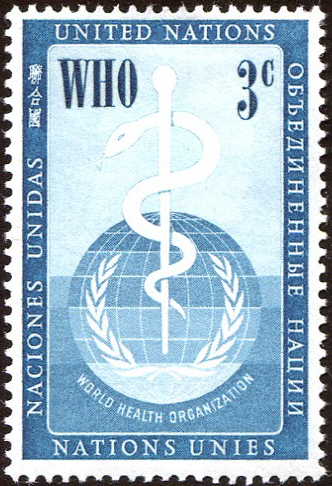 UNITED NATIONS
WHO 3c
聯合國
NACIONES UNIDAS
ОБЪЕДИНЕННЫЕ НАЦИИ
WORLD HEALTH ORGANIZATION
NATIONS UNIES